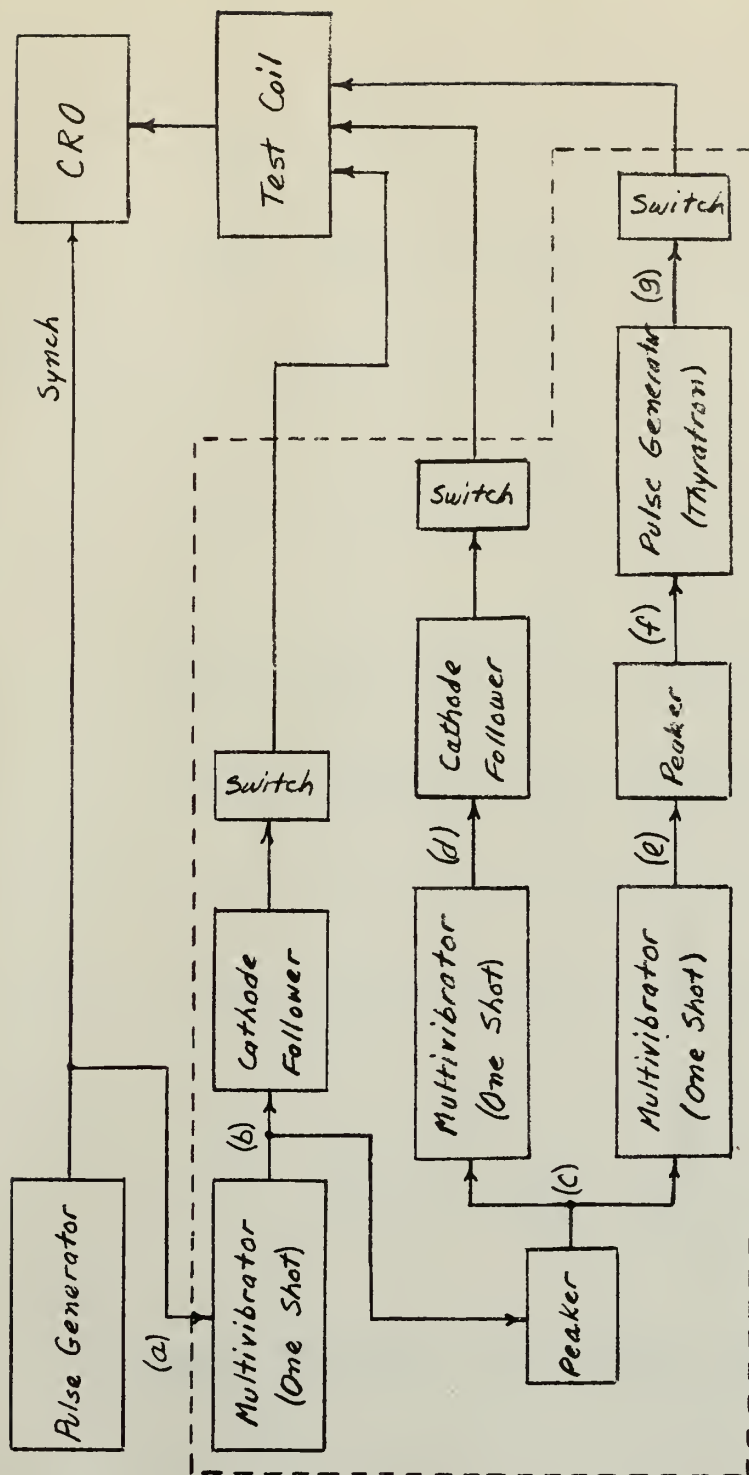 Pulse Generator
Synch
CRO
(a)
Multivibrator
(One Shot)
(b)
Cathode
Follower
Switch
Test Coil
Peaker
(c)
Multivibrator
(One Shot)
(d)
Cathode
Follower
Switch
Multivibrator
(One Shot)
(e)
Peaker
(f)
Pulse Generator
(Thyratron)
(g)
Switch